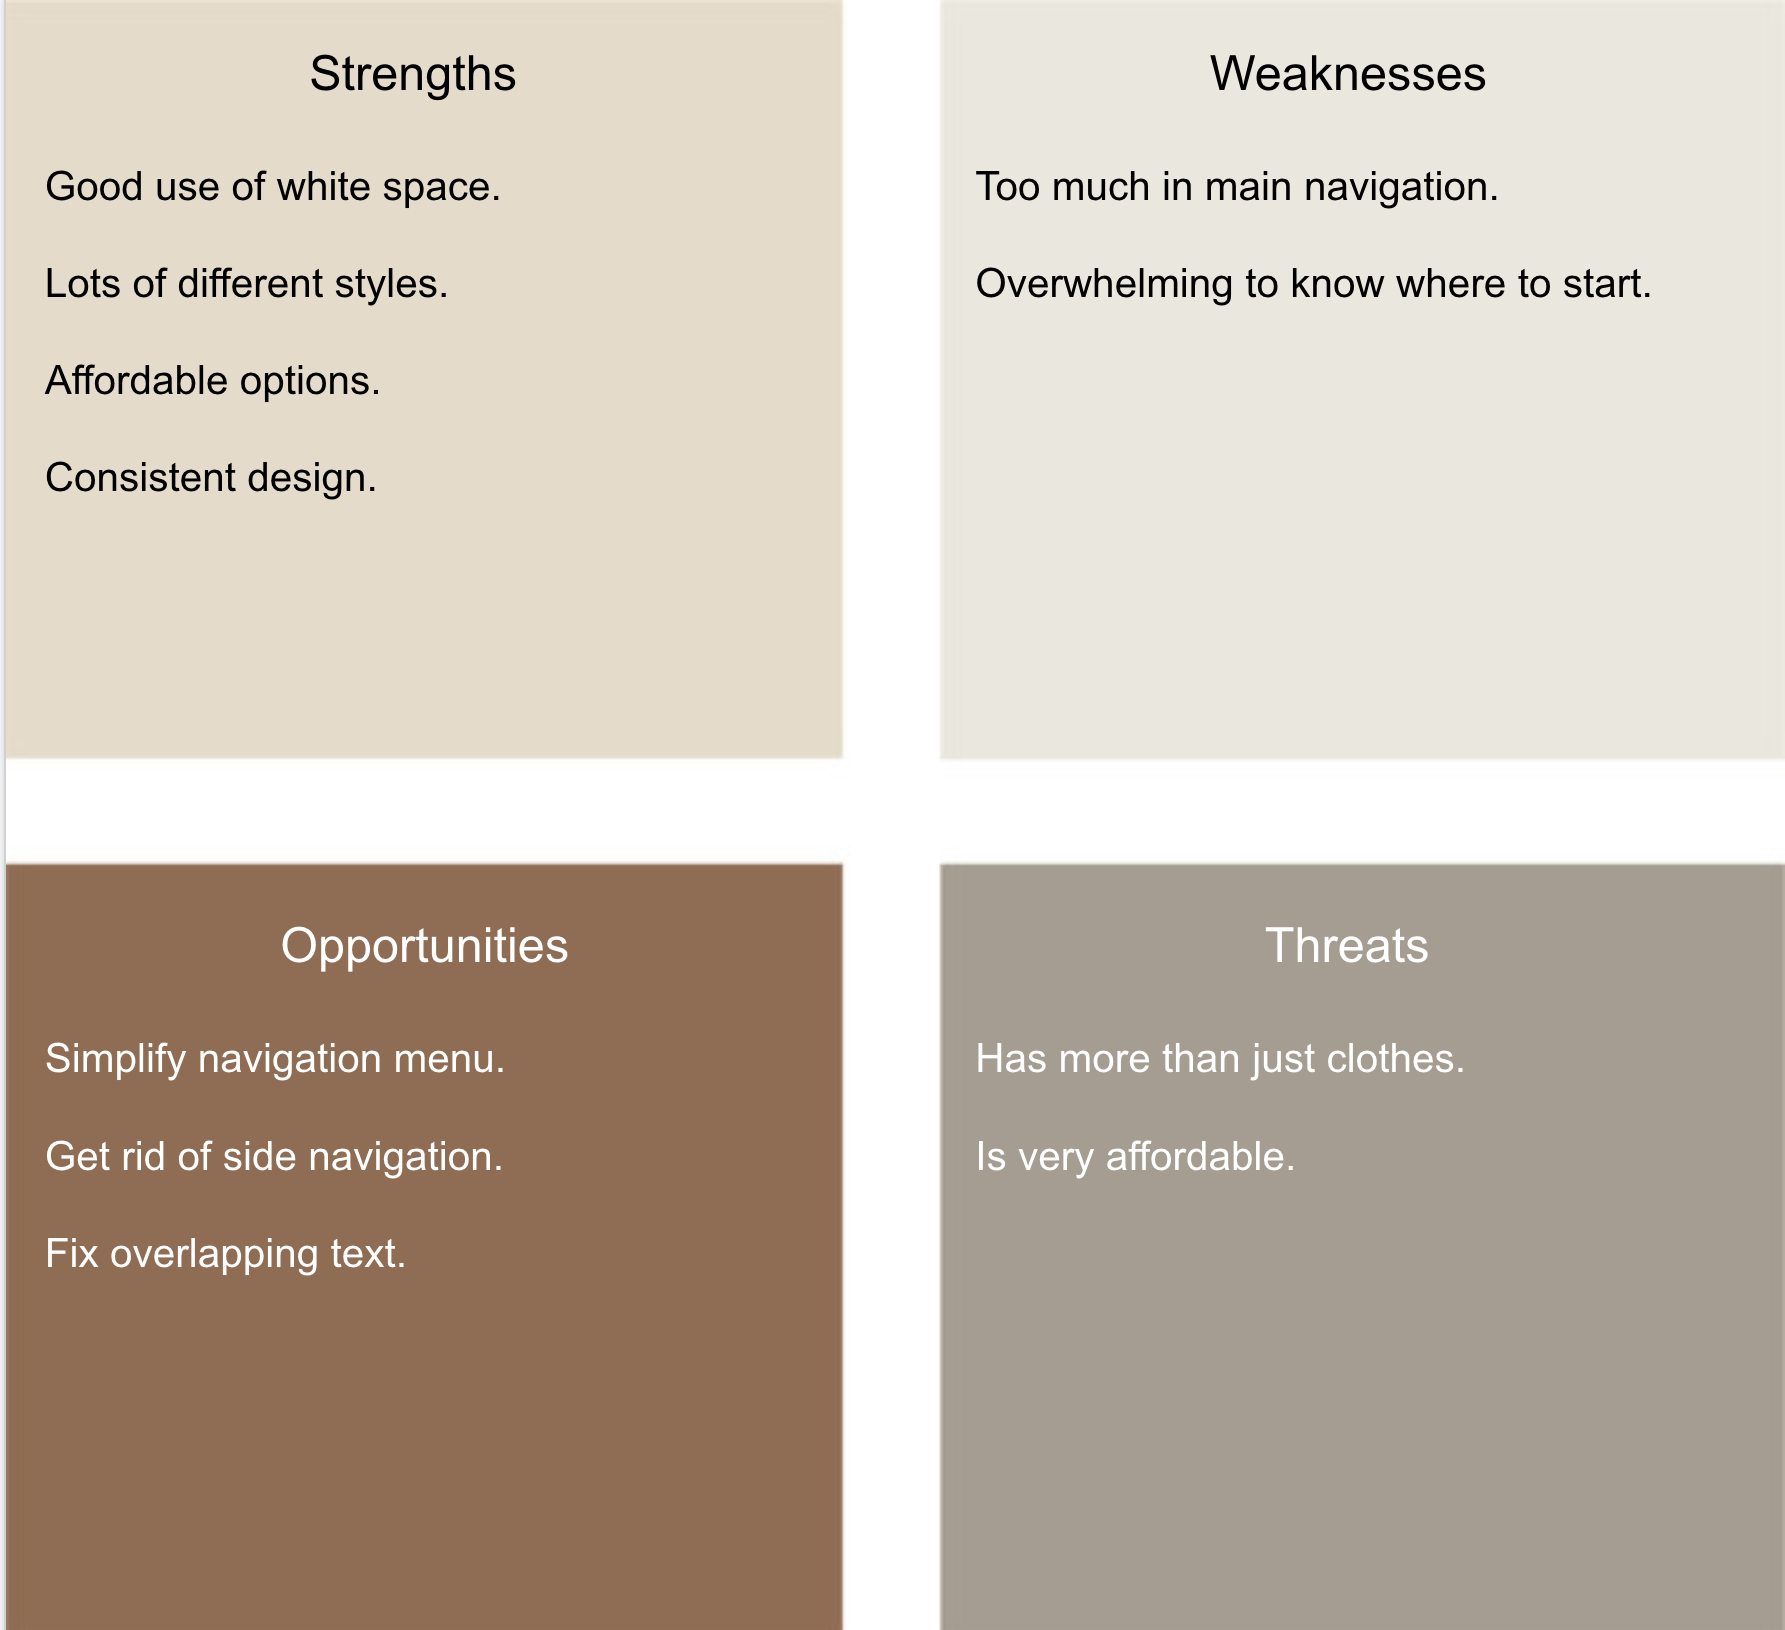 Strengths
Good use of white space.
Lots of different styles.
Affordable options.
Consistent design.
Weaknesses
Too much in main navigation.
Overwhelming to know where to start.
Opportunities
Simplify navigation menu.
Get rid of side navigation.
Fix overlapping text.
Threats
Has more than just clothes.
Is very affordable.